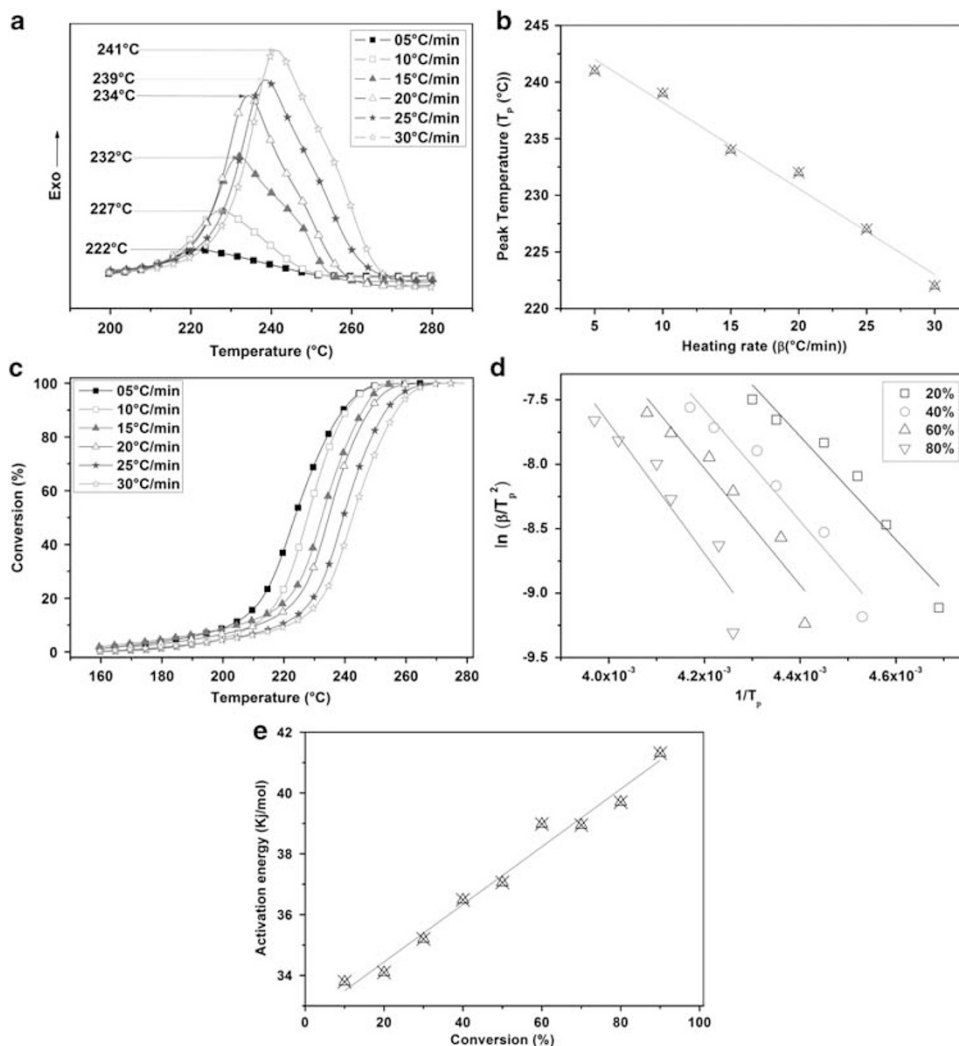 a
241°C
239°C
234°C
232°C
227°C
222°C
05°C/min
10°C/min
15°C/min
20°C/min
25°C/min
30°C/min
Exo
200 220 240 260 280
Temperature (°C)
b
245
240
235
230
225
220
Peak Temperature (Tₚ (°C))
5 10 15 20 25 30
Heating rate (β(°C/min))
c
100
80
60
40
20
0
Conversion (%)
05°C/min
10°C/min
15°C/min
20°C/min
25°C/min
30°C/min
160 180 200 220 240 260 280
Temperature (°C)
d
-7.5
-8.0
-8.5
-9.0
-9.5
ln (β/Tₚ²)
20%
40%
60%
80%
4.0x10⁻³ 4.2x10⁻³ 4.4x10⁻³ 4.6x10⁻³
1/Tₚ
e
42
40
38
36
34
Activation energy (Kj/mol)
0 20 40 60 80 100
Conversion (%)